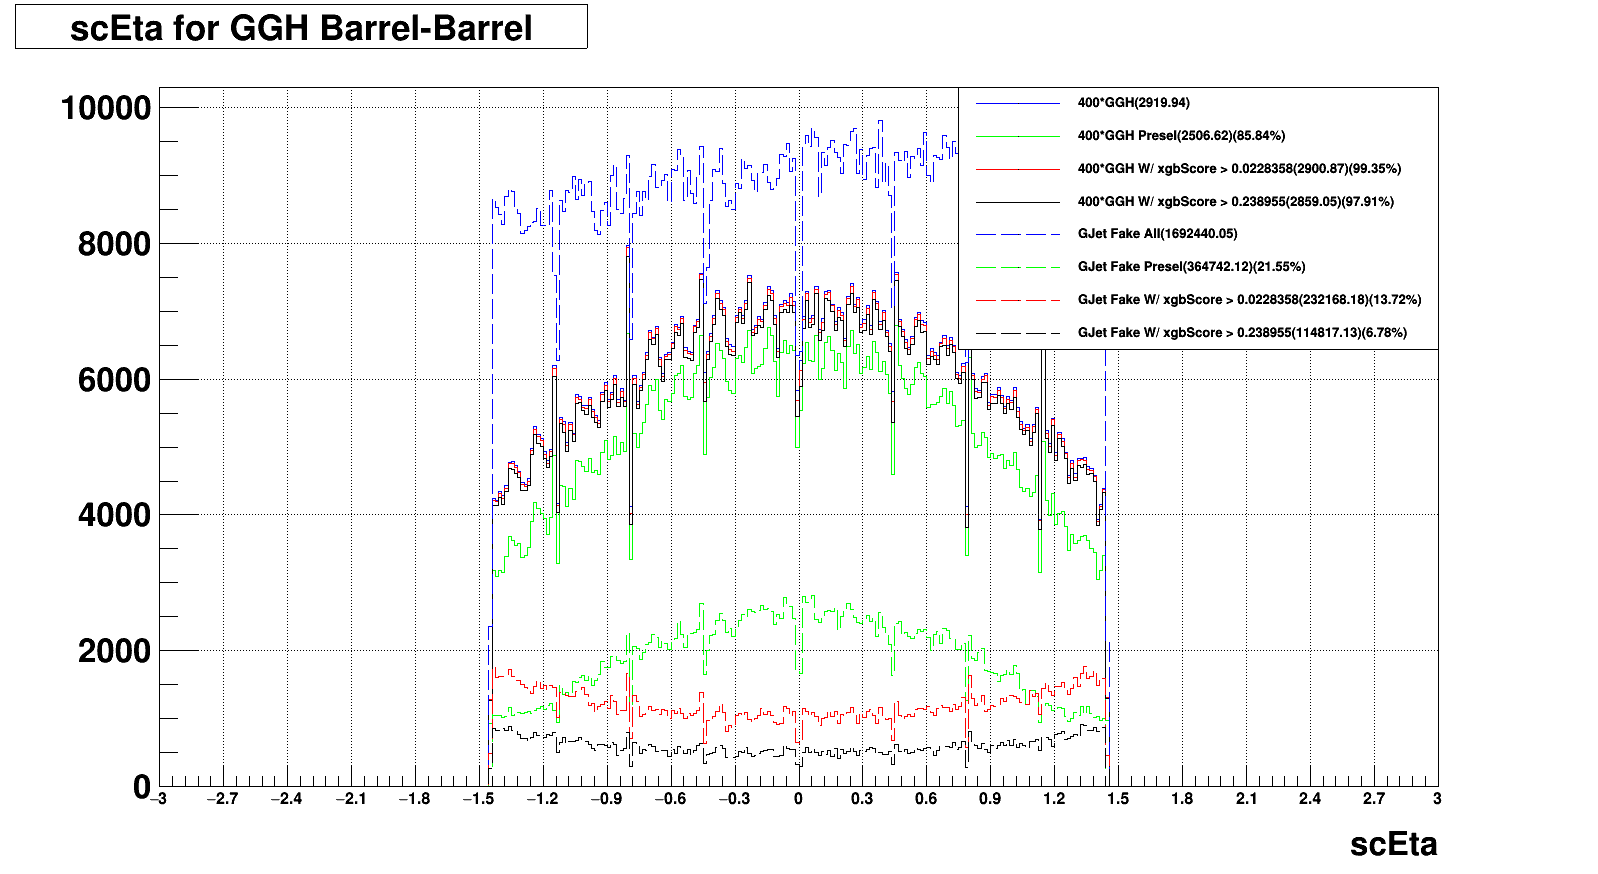 scEta for GGH Barrel-Barrel
10000
8000
6000
4000
2000
0
400*GGH(2919.94)
400*GGH Presel(2506.62)(85.84%)
400*GGH W/ xgbScore > 0.0228358(2900.87)(99.35%)
400*GGH W/ xgbScore > 0.238955(2859.05)(97.91%)
GJet Fake All(1692440.05)
GJet Fake Presel(364742.12)(21.55%)
GJet Fake W/ xgbScore > 0.0228358(232168.18)(13.72%)
GJet Fake W/ xgbScore > 0.238955(114817.13)(6.78%)
−3 −2.7 −2.4 −2.1 −1.8 −1.5 −1.2 −0.9 −0.6 −0.3 0 0.3 0.6 0.9 1.2 1.5 1.8 2.1 2.4 2.7 3
scEta